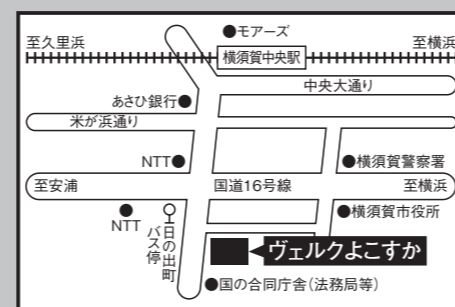 ●モアーズ
至久里浜
至横浜
横須賀中央駅
中央大通り
あさひ銀行●
米が浜通り
NTT●
●横須賀警察署
至安浦
国道16号線
至横浜
●横須賀市役所
NTT
日の出町
バス停
ヴェルクよこすか
●国の合同庁舎(法務局等)